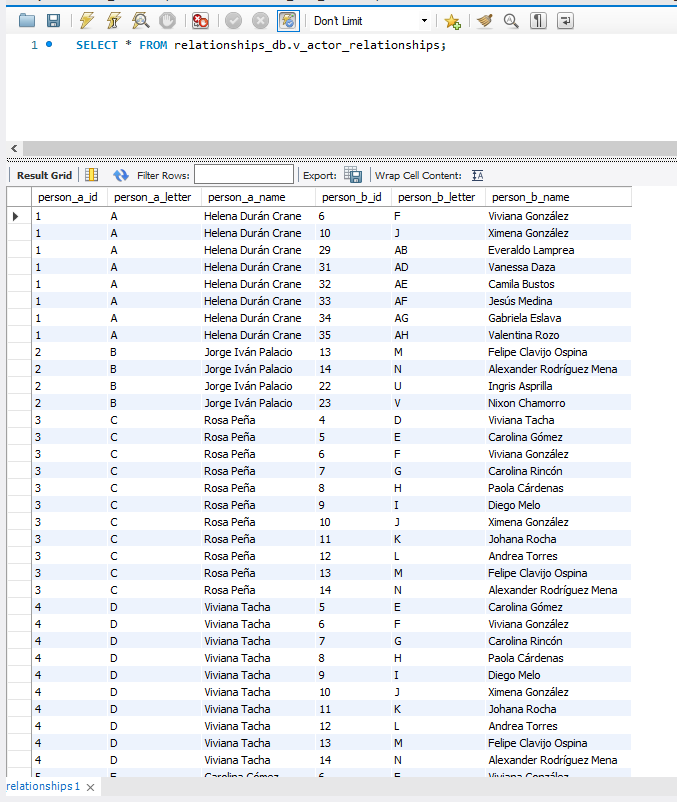 Don't Limit
1 SELECT * FROM relationships_db.v_actor_relationships;
Result Grid Filter Rows: Export: Wrap Cell Content:
person_a_id person_a_letter person_a_name person_b_id person_b_letter person_b_name
1 A Helena Durán Crane 6 F Viviana González
1 A Helena Durán Crane 10 J Ximena González
1 A Helena Durán Crane 29 AB Everaldo Lamprea
1 A Helena Durán Crane 31 AD Vanessa Daza
1 A Helena Durán Crane 32 AE Camila Bustos
1 A Helena Durán Crane 33 AF Jesús Medina
1 A Helena Durán Crane 34 AG Gabriela Eslava
1 A Helena Durán Crane 35 AH Valentina Rozo
2 B Jorge Iván Palacio 13 M Felipe Clavijo Ospina
2 B Jorge Iván Palacio 14 N Alexander Rodríguez Mena
2 B Jorge Iván Palacio 22 U Ingris Asprilla
2 B Jorge Iván Palacio 23 V Nixon Chamorro
3 C Rosa Peña 4 D Viviana Tacha
3 C Rosa Peña 5 E Carolina Gómez
3 C Rosa Peña 6 F Viviana González
3 C Rosa Peña 7 G Carolina Rincón
3 C Rosa Peña 8 H Paola Cárdenas
3 C Rosa Peña 9 I Diego Melo
3 C Rosa Peña 10 J Ximena González
3 C Rosa Peña 11 K Johana Rocha
3 C Rosa Peña 12 L Andrea Torres
3 C Rosa Peña 13 M Felipe Clavijo Ospina
3 C Rosa Peña 14 N Alexander Rodríguez Mena
4 D Viviana Tacha 5 E Carolina Gómez
4 D Viviana Tacha 6 F Viviana González
4 D Viviana Tacha 7 G Carolina Rincón
4 D Viviana Tacha 8 H Paola Cárdenas
4 D Viviana Tacha 9 I Diego Melo
4 D Viviana Tacha 10 J Ximena González
4 D Viviana Tacha 11 K Johana Rocha
4 D Viviana Tacha 12 L Andrea Torres
4 D Viviana Tacha 13 M Felipe Clavijo Ospina
4 D Viviana Tacha 14 N Alexander Rodríguez Mena
5 E Carolina Gómez 6 F Viviana González
relationships 1